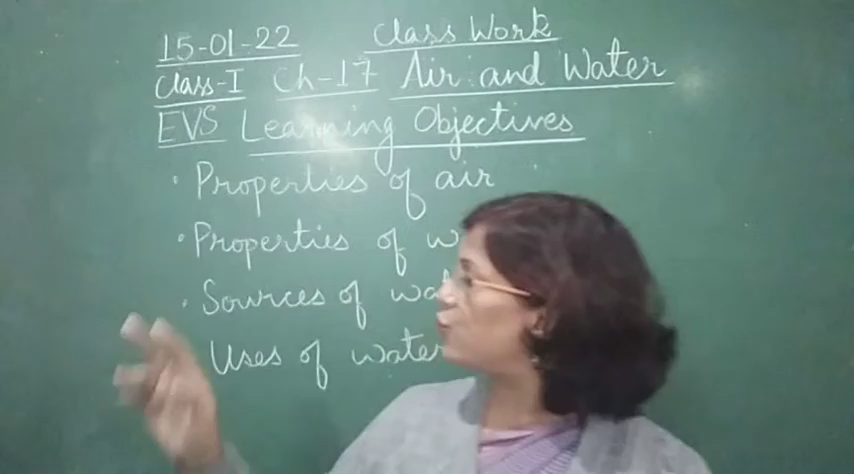 15-01-22 Class Work
Class-I Ch-17 Air and Water
EVS Learning Objectives
· Properties of air
· Properties of
· Sources of
Uses of water